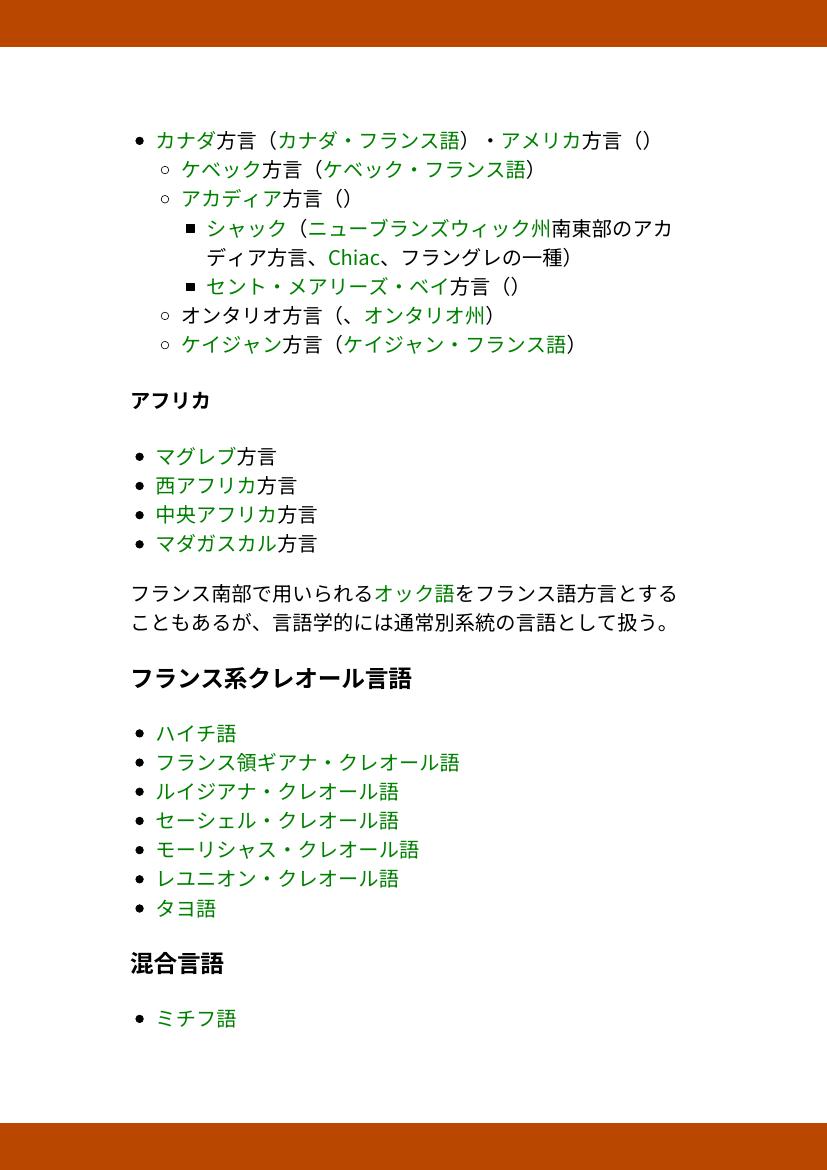 カナダ方言（カナダ・フランス語）・アメリカ方言（）
ケベック方言（ケベック・フランス語）
アカディア方言（）
シャック（ニューブランズウィック州南東部のアカ
ディア方言、Chiac、フラングレの一種）
セント・メアリーズ・ベイ方言（）
オンタリオ方言（、オンタリオ州）
ケイジャン方言（ケイジャン・フランス語）
アフリカ
マグレブ方言
西アフリカ方言
中央アフリカ方言
マダガスカル方言
フランス南部で用いられるオック語をフランス語方言とする
こともあるが、言語学的には通常別系統の言語として扱う。
フランス系クレオール言語
ハイチ語
フランス領ギアナ・クレオール語
ルイジアナ・クレオール語
セーシェル・クレオール語
モーリシャス・クレオール語
レユニオン・クレオール語
タヨ語
混合言語
ミチフ語